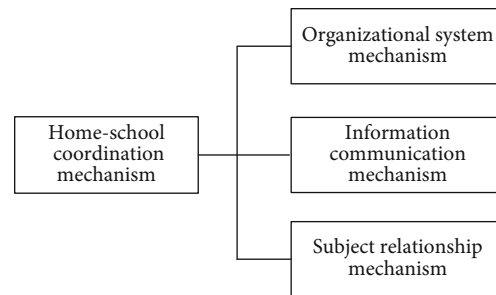 Organizational system
mechanism
Home-school
coordination
mechanism
Information
communication
mechanism
Subject relationship
mechanism